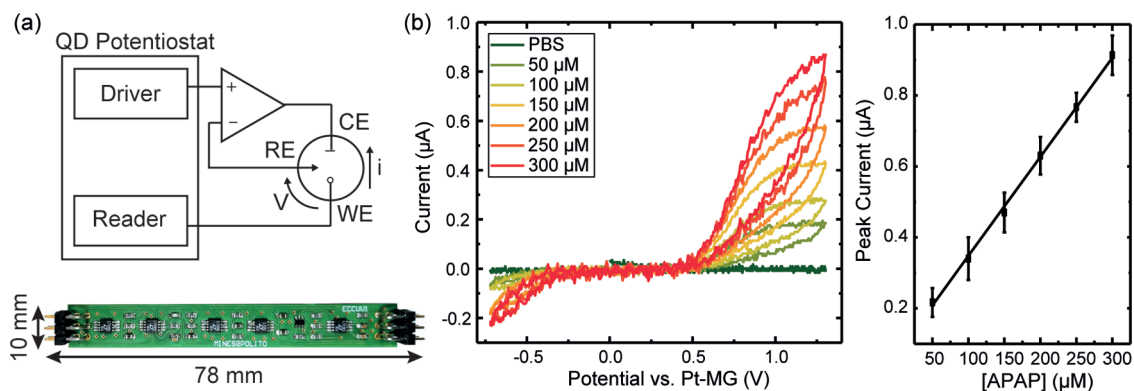 (a)
QD Potentiostat
Driver
Reader
+
−
CE
RE
V
i
WE
10 mm
78 mm
MINES@POLITO
(b)
PBS
50 µM
100 µM
150 µM
200 µM
250 µM
300 µM
Current (µA)
1.0
0.8
0.6
0.4
0.2
0.0
-0.2
-0.5
0.0
0.5
1.0
Potential vs. Pt-MG (V)
Peak Current (µA)
1.0
0.8
0.6
0.4
0.2
50 100 150 200 250 300
[APAP] (µM)